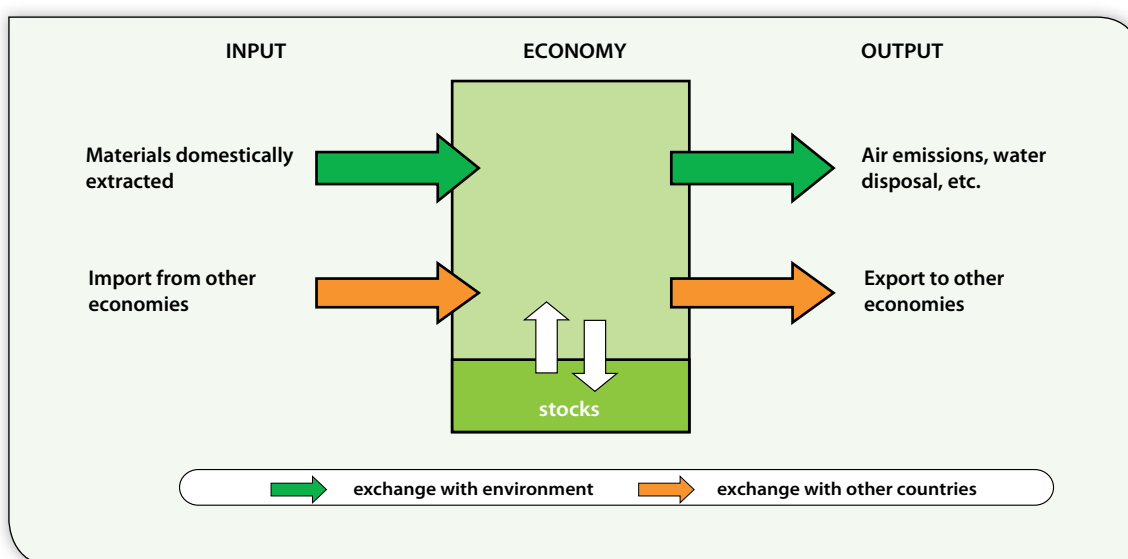 INPUT
ECONOMY
OUTPUT
Materials domestically
extracted
Air emissions, water
disposal, etc.
Import from other
economies
Export to other
economies
stocks
exchange with environment
exchange with other countries